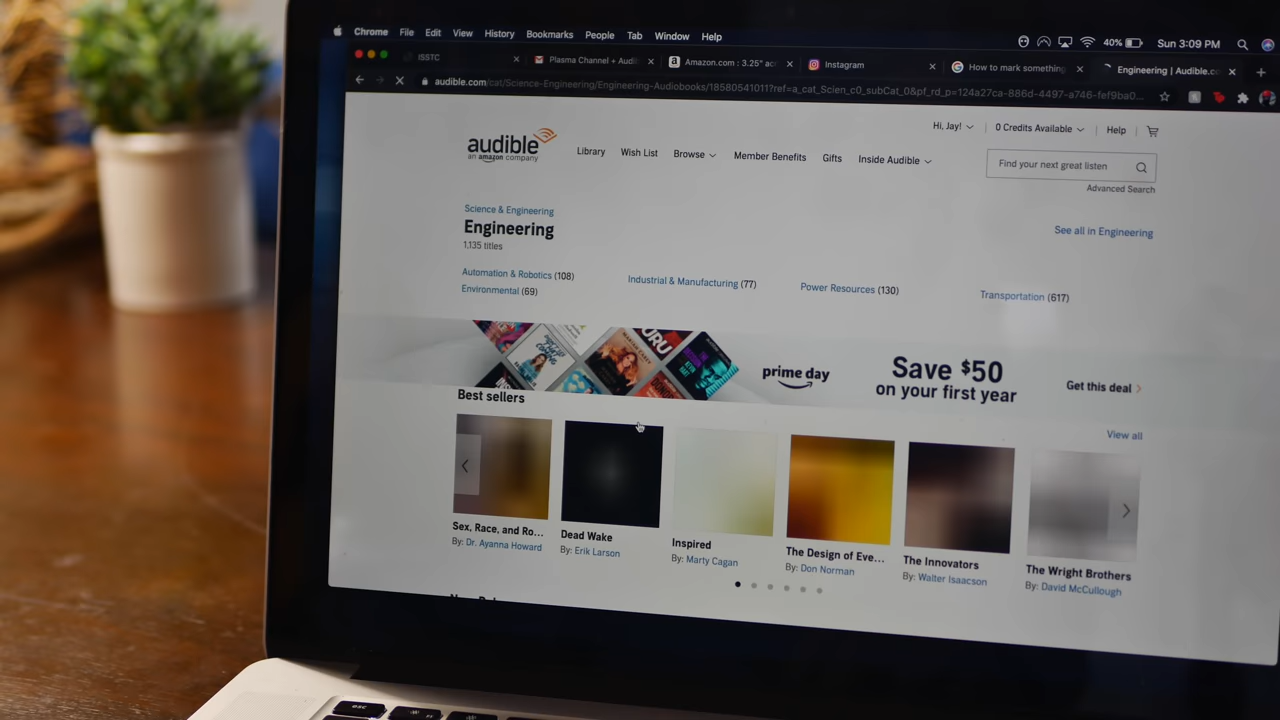 Chrome File Edit View History Bookmarks People Tab Window Help 40% Sun 3:09 PM
ISSTC Plasma Channel + Audi Amazon.com : 3.25" acr Instagram How to mark something Engineering | Audible.co
audible.com/cat/Science-Engineering/Engineering-Audiobooks/18580541011?ref=a_cat_Scien_c0_subCat_0&pf_rd_p=124a27ca-886d-4497-a746-fef9ba0...
Hi, Jay! 0 Credits Available Help
audible
an amazon company
Library Wish List Browse Member Benefits Gifts Inside Audible
Find your next great listen
Advanced Search
Science & Engineering
Engineering
1,135 titles
See all in Engineering
Automation & Robotics (108) Industrial & Manufacturing (77) Power Resources (130) Transportation (617)
Environmental (69)
prime day
Save $50
on your first year
Get this deal
Best sellers
View all
Sex, Race, and Ro...
By: Dr. Ayanna Howard
Dead Wake
By: Erik Larson
Inspired
By: Marty Cagan
The Design of Eve...
By: Don Norman
The Innovators
By: Walter Isaacson
The Wright Brothers
By: David McCullough
esc